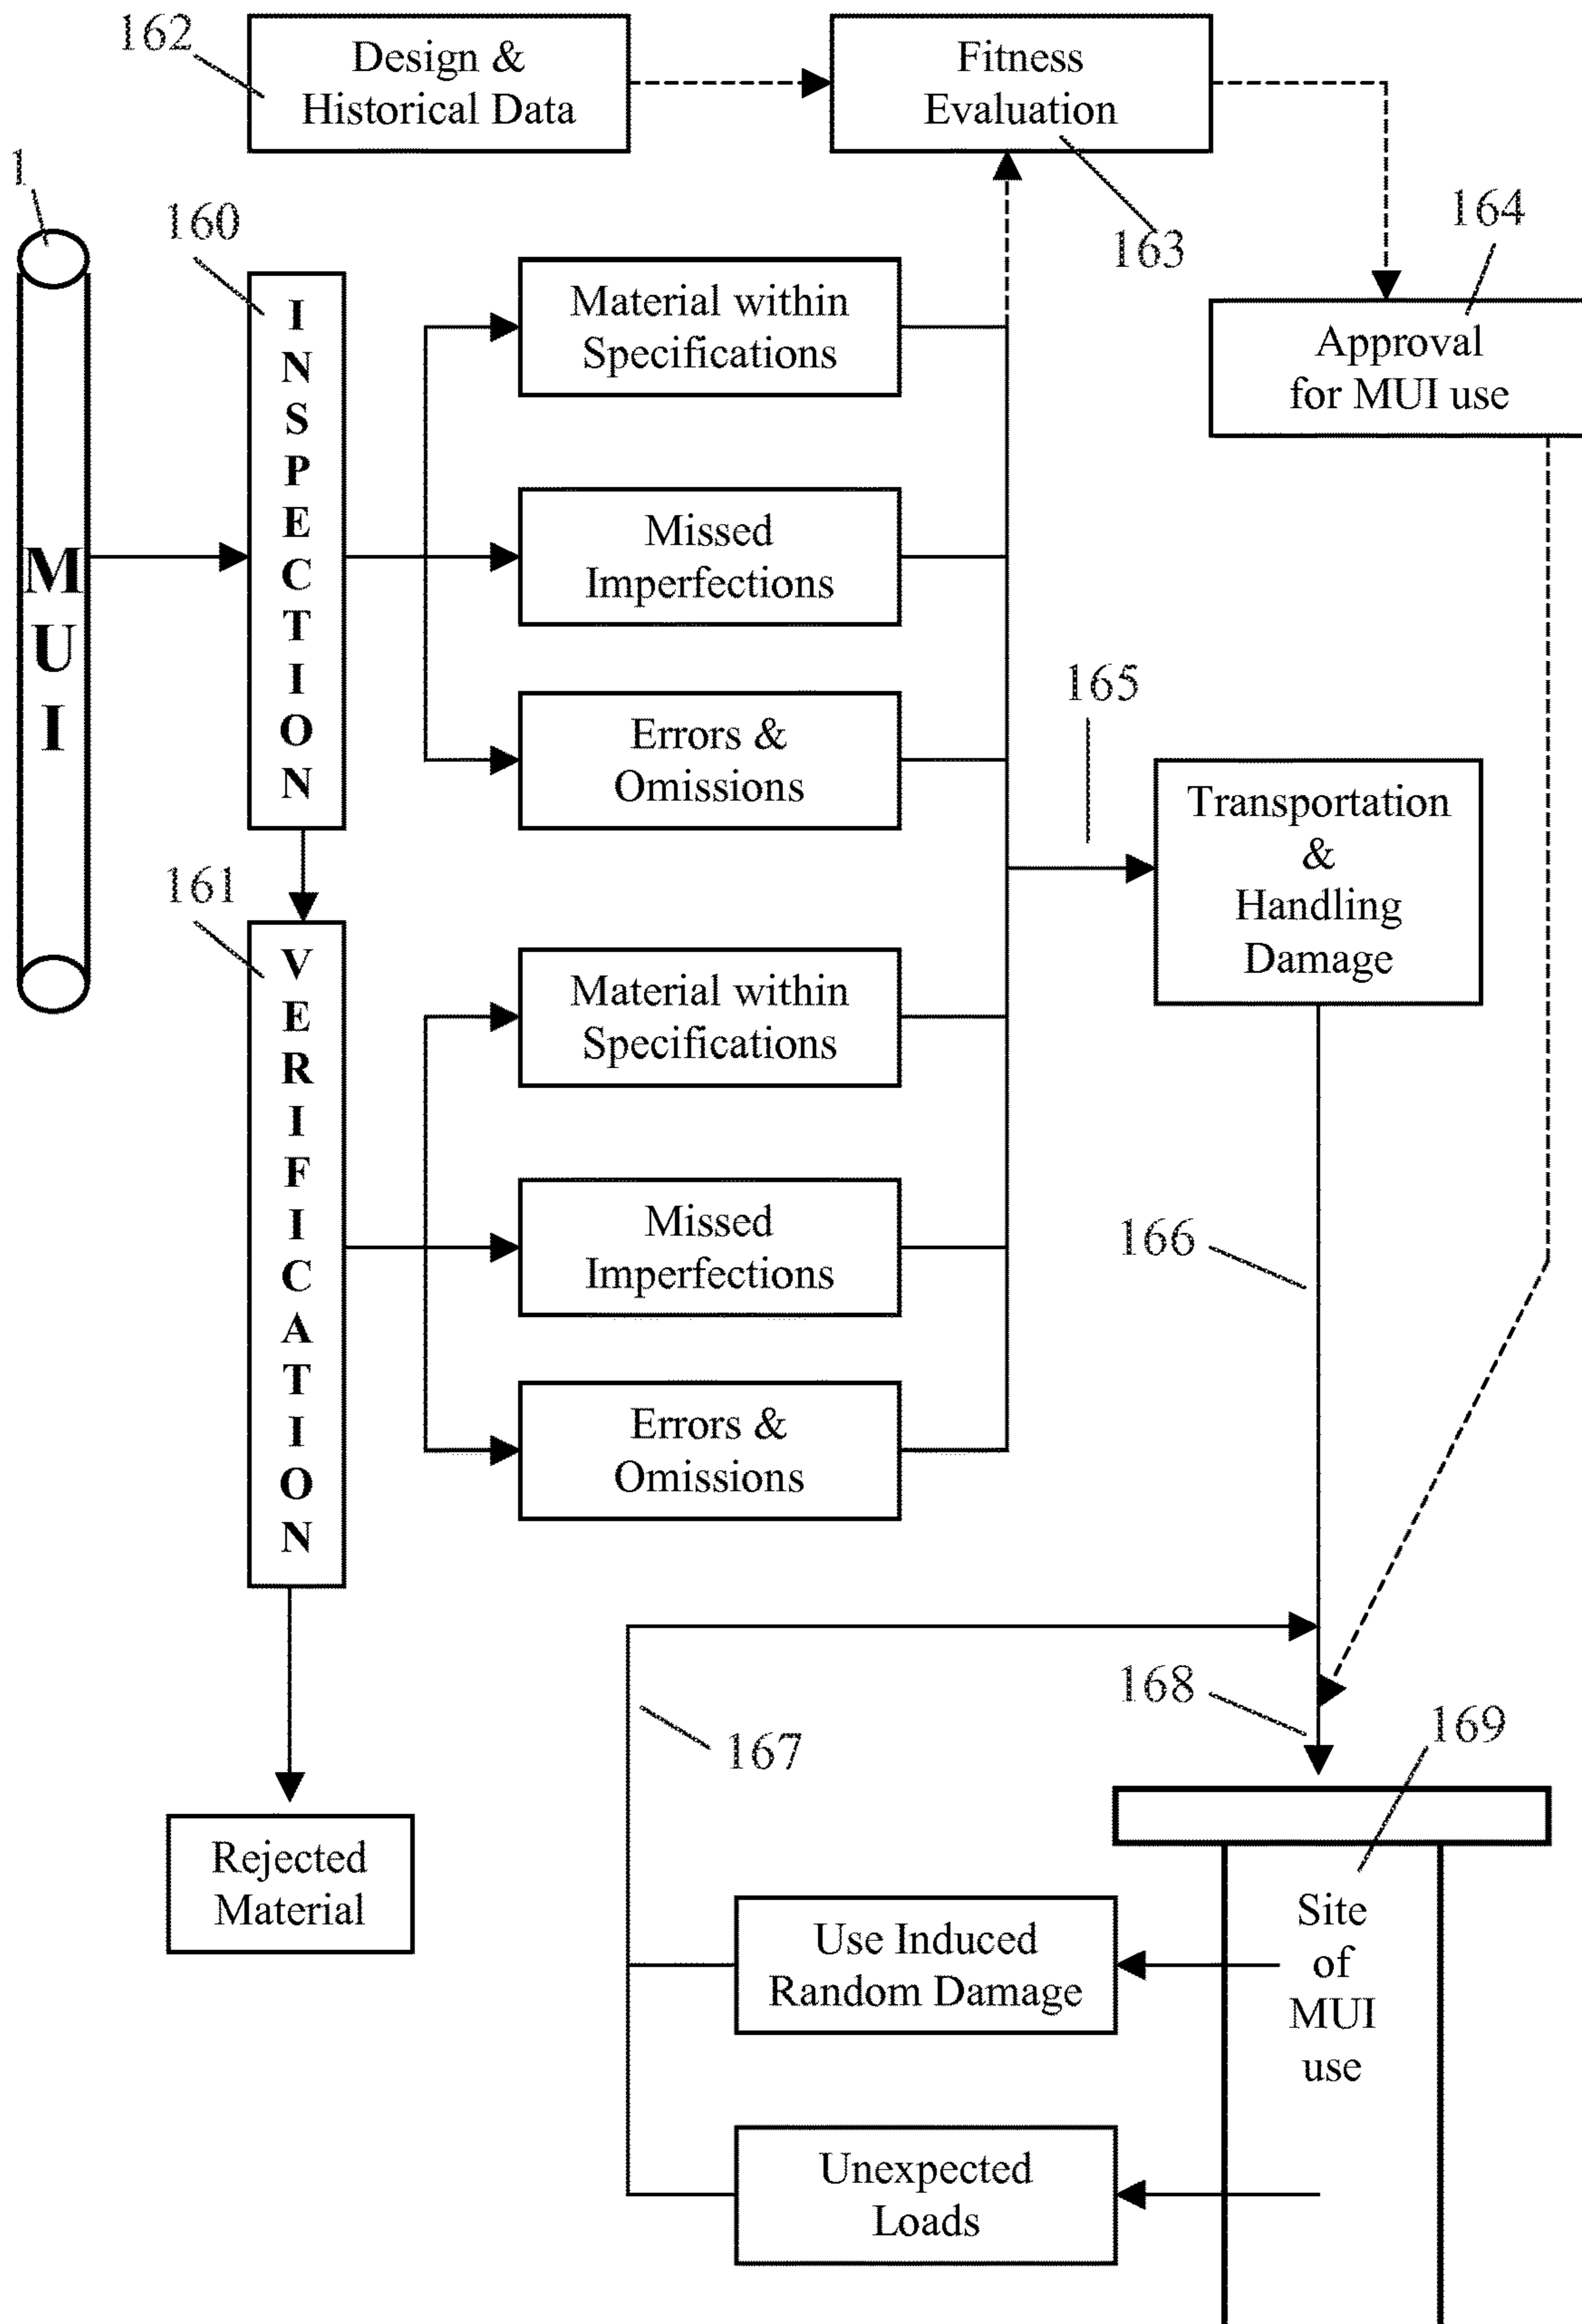 162
Design &
Historical Data
Fitness
Evaluation
1
160
163
164
MUI
INSPECTION
Material within
Specifications
Approval
for MUI use
Missed
Imperfections
165
Errors &
Omissions
Transportation
&
Handling
Damage
161
VERIFICATION
Material within
Specifications
166
Missed
Imperfections
Errors &
Omissions
168
169
167
Rejected
Material
Use Induced
Random Damage
Site
of
MUI
use
Unexpected
Loads